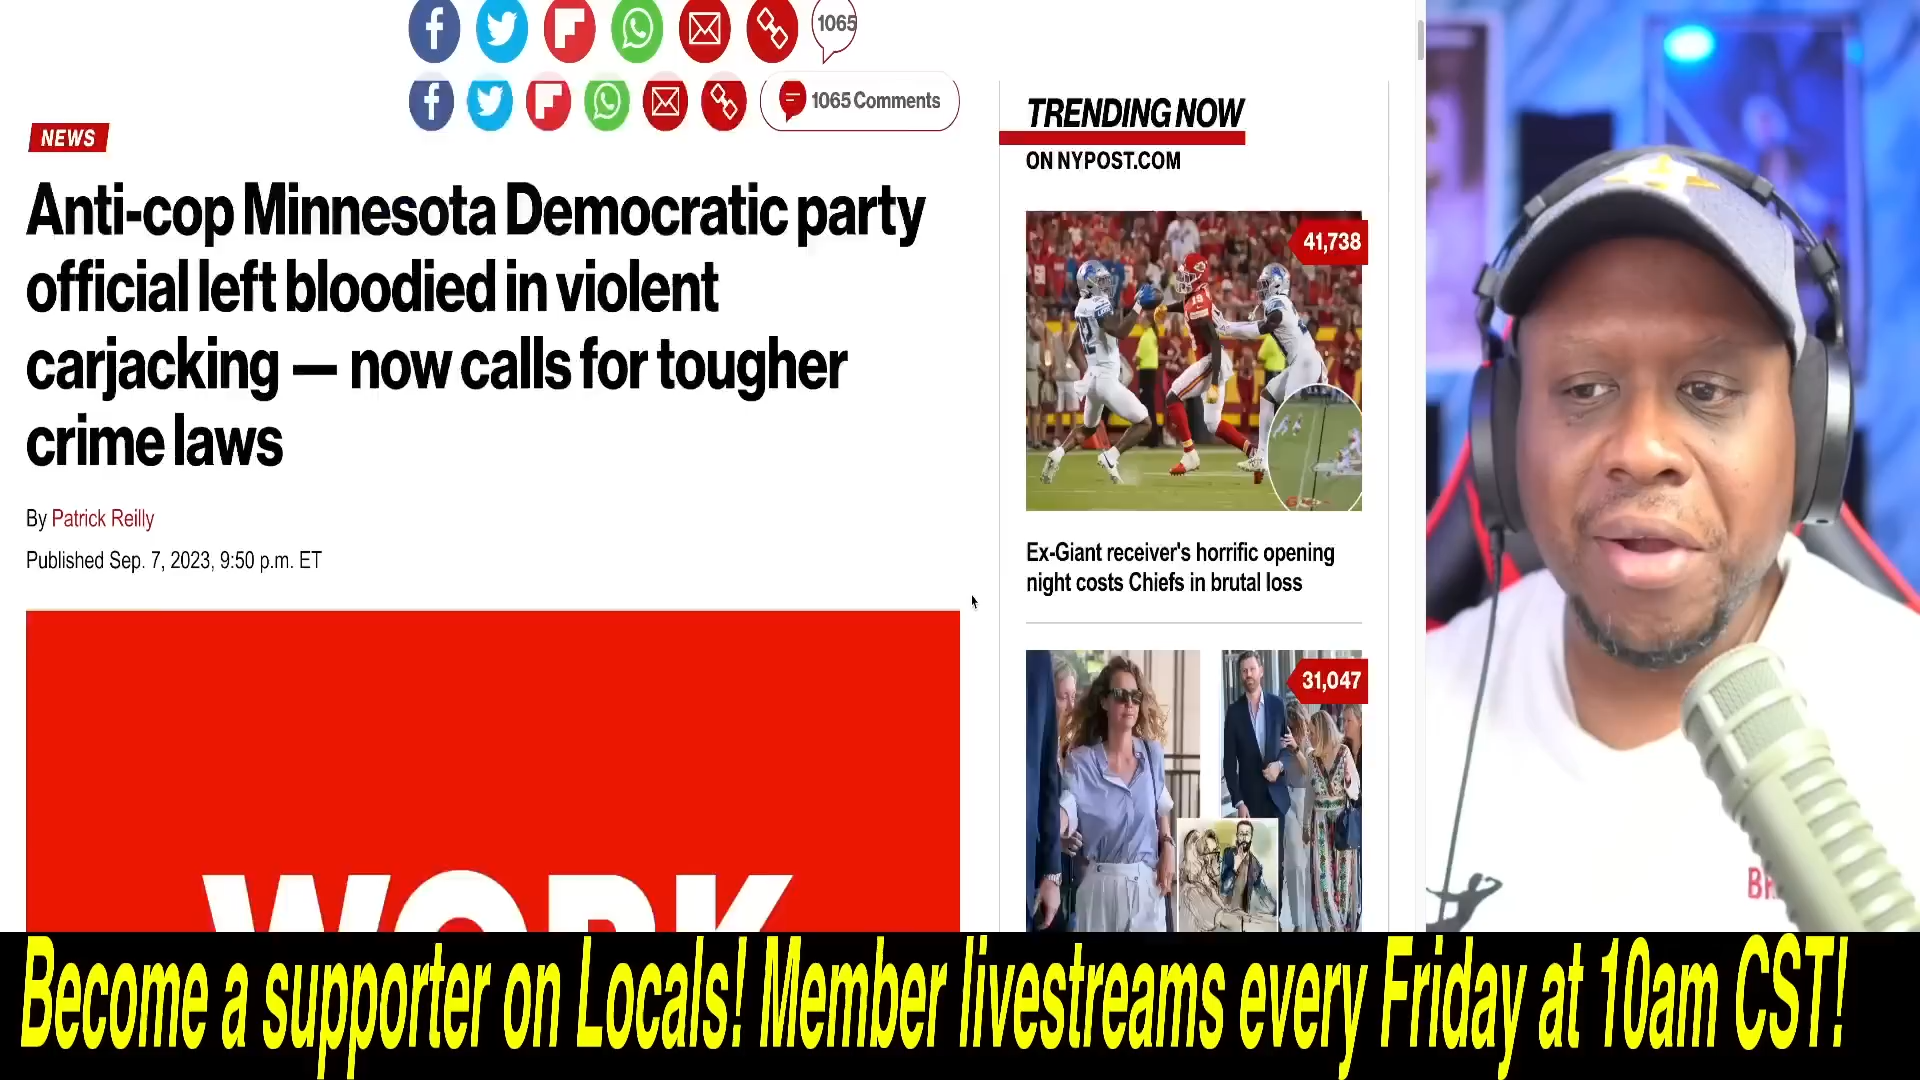 1065
1065 Comments
NEWS
Anti-cop Minnesota Democratic party
official left bloodied in violent
carjacking — now calls for tougher
crime laws
By Patrick Reilly
Published Sep. 7, 2023, 9:50 p.m. ET
WORK
TRENDING NOW
ON NYPOST.COM
41,738
19
Ex-Giant receiver's horrific opening
night costs Chiefs in brutal loss
31,047
Become a supporter on Locals! Member livestreams every Friday at 10am CST!